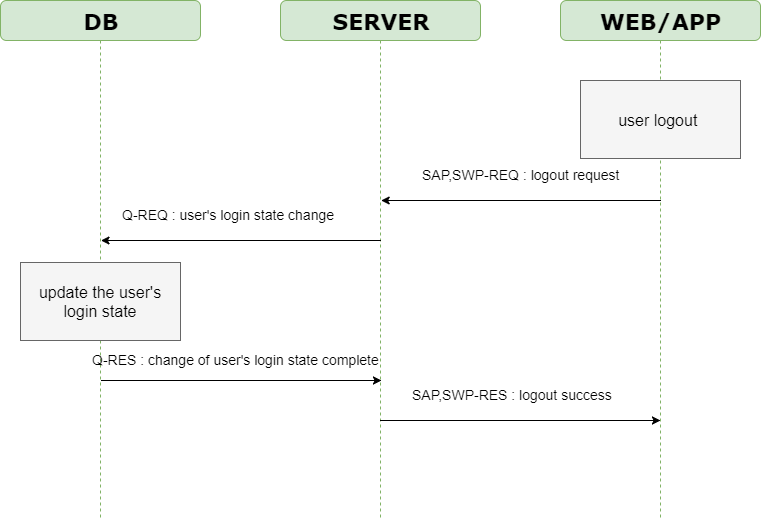 DB
SERVER
WEB/APP
user logout
SAP,SWP-REQ : logout request
Q-REQ : user's login state change
update the user's
login state
Q-RES : change of user's login state complete
SAP,SWP-RES : logout success